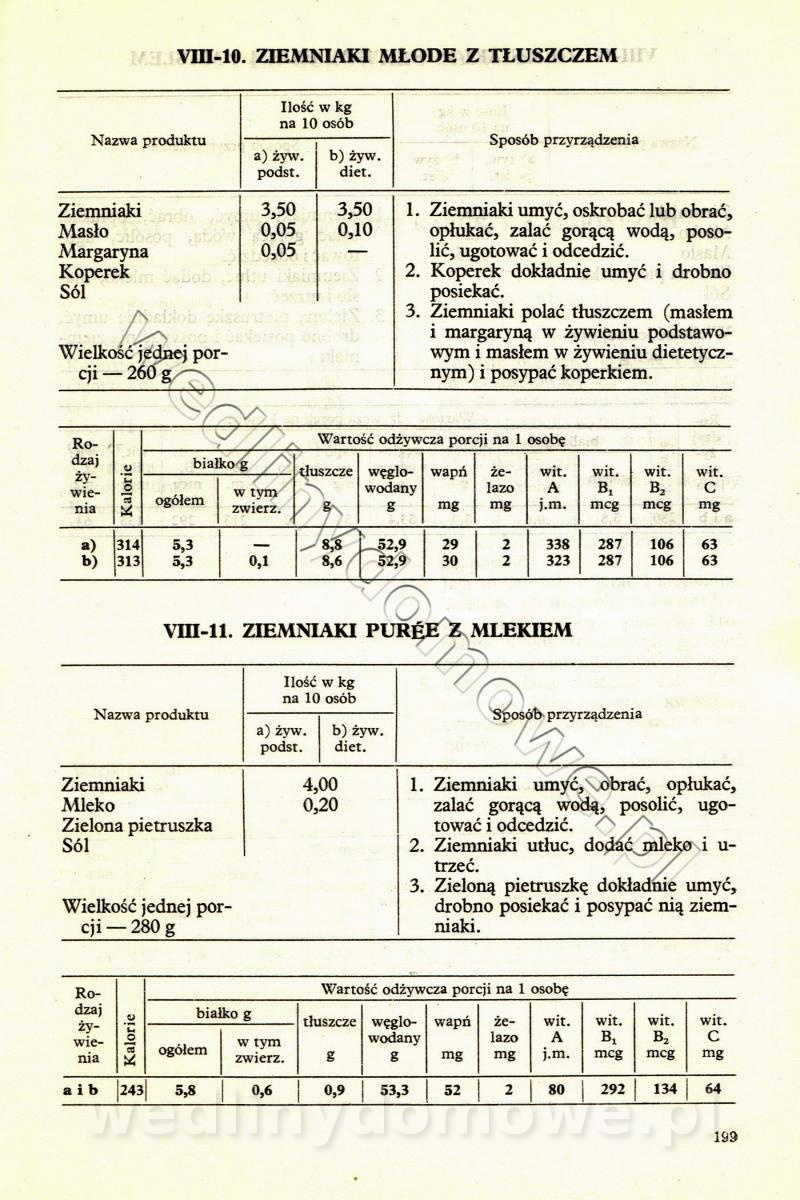 VIII-10. ZIEMNIAKI MŁODE Z TŁUSZCZEM
Nazwa produktu
Ilość w kg
na 10 osób
a) żyw.
podst.
b) żyw.
diet.
Sposób przyrządzenia
Ziemniaki 3,50 3,50
Masło 0,05 0,10
Margaryna 0,05 —
Koperek
Sól
Wielkość jednej por-
cji — 260 g
1. Ziemniaki umyć, oskrobać lub obrać,
opłukać, zalać gorącą wodą, poso-
lić, ugotować i odcedzić.
2. Koperek dokładnie umyć i drobno
posiekać.
3. Ziemniaki polać tłuszczem (masłem
i margaryną w żywieniu podstawo-
wym i masłem w żywieniu dietetycz-
nym) i posypać koperkiem.
Ro-
dzaj
ży-
wie-
nia
Kalorie
Wartość odżywcza porcji na 1 osobę
białko g
ogółem
w tym
zwierz.
tłuszcze
g
węglo-
wodany
g
wapń
mg
że-
lazo
mg
wit.
A
j.m.
wit.
B₁
mcg
wit.
B₂
mcg
wit.
C
mg
a) 314 5,3 — 8,8 52,9 29 2 338 287 106 63
b) 313 5,3 0,1 8,6 52,9 30 2 323 287 106 63
VIII-11. ZIEMNIAKI PURÉE Z MLEKIEM
Nazwa produktu
Ilość w kg
na 10 osób
a) żyw.
podst.
b) żyw.
diet.
Sposób przyrządzenia
Ziemniaki 4,00
Mleko 0,20
Zielona pietruszka
Sól
Wielkość jednej por-
cji — 280 g
1. Ziemniaki umyć, obrać, opłukać,
zalać gorącą wodą, posolić, ugo-
tować i odcedzić.
2. Ziemniaki utłuc, dodać mleko i u-
trzeć.
3. Zieloną pietruszkę dokładnie umyć,
drobno posiekać i posypać nią ziem-
niaki.
Ro-
dzaj
ży-
wie-
nia
Kalorie
Wartość odżywcza porcji na 1 osobę
białko g
ogółem
w tym
zwierz.
tłuszcze
g
węglo-
wodany
g
wapń
mg
że-
lazo
mg
wit.
A
j.m.
wit.
B₁
mcg
wit.
B₂
mcg
wit.
C
mg
a i b 243 5,8 0,6 0,9 53,3 52 2 80 292 134 64
wedlinydomowe.pl
wedlinydomowe.pl
199